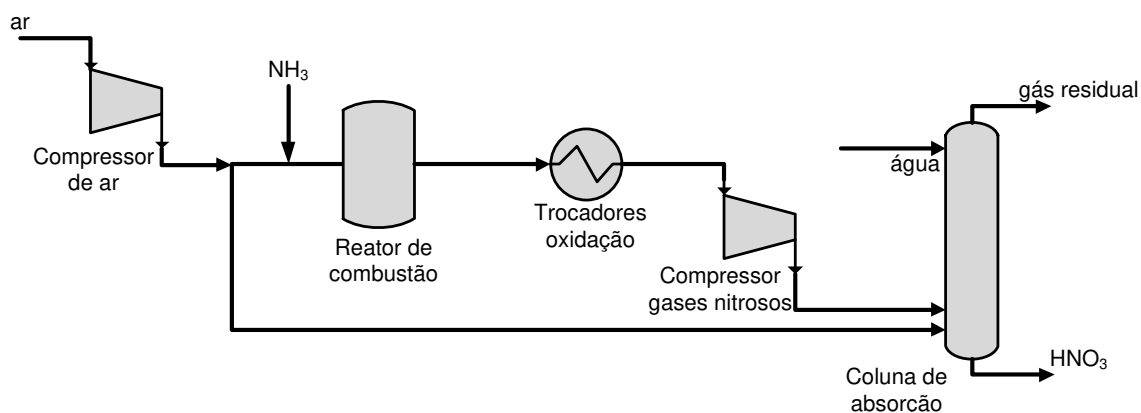 ar
NH₃
Compressor
de ar
Reator de
combustão
Trocadores
oxidação
Compressor
gases nitrosos
água
gás residual
HNO₃
Coluna de
absorcão